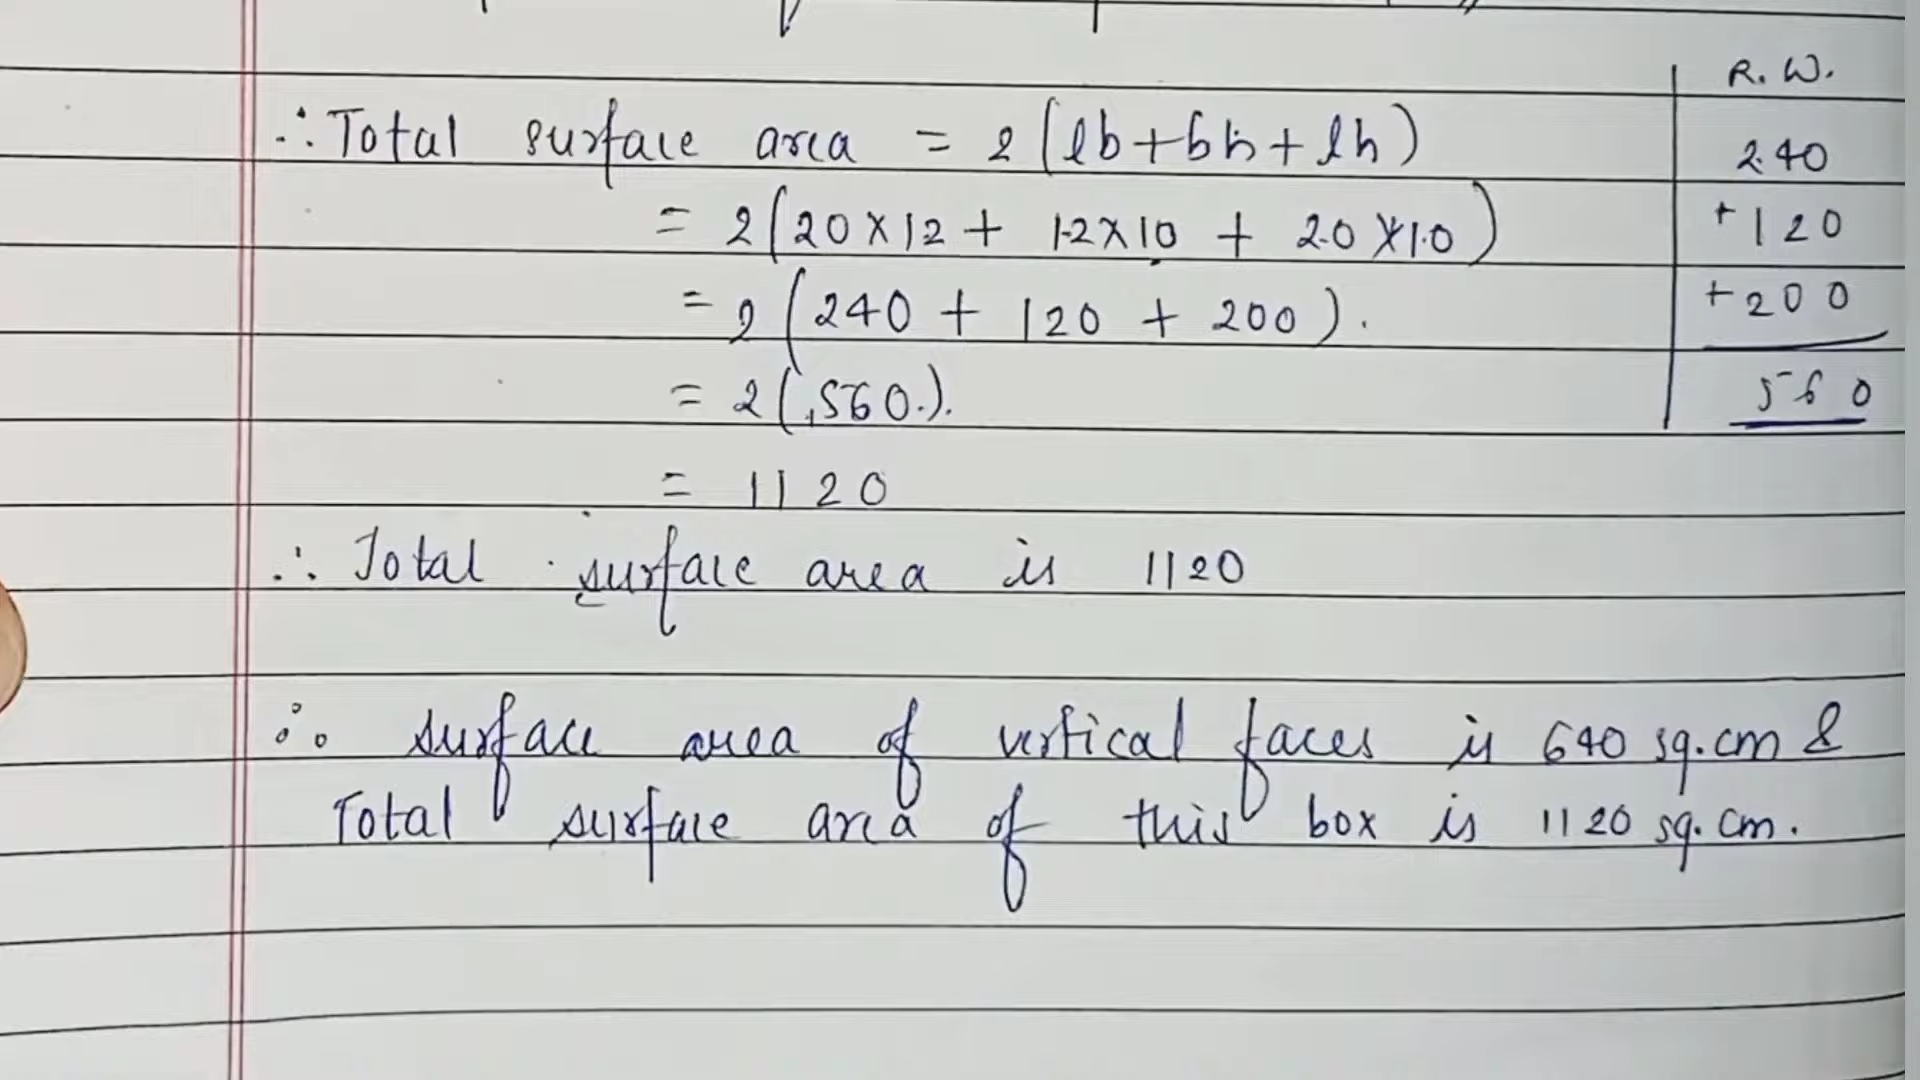 ∴ Total surface area = 2(lb+bh+lh)
= 2(20×12 + 12×10 + 20×10)
= 2(240 + 120 + 200).
= 2(560).
= 1120
∴ Total surface area is 1120
∴ surface area of vertical faces is 640 sq.cm &
Total surface area of this box is 1120 sq.cm.
R.W.
240
+120
+200
560